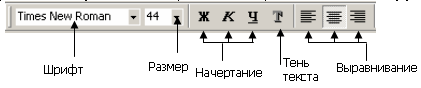 Times New Roman 44 Ж К Ч Т
Шрифт
Размер
Начертание
Тень
текста
Выравнивание